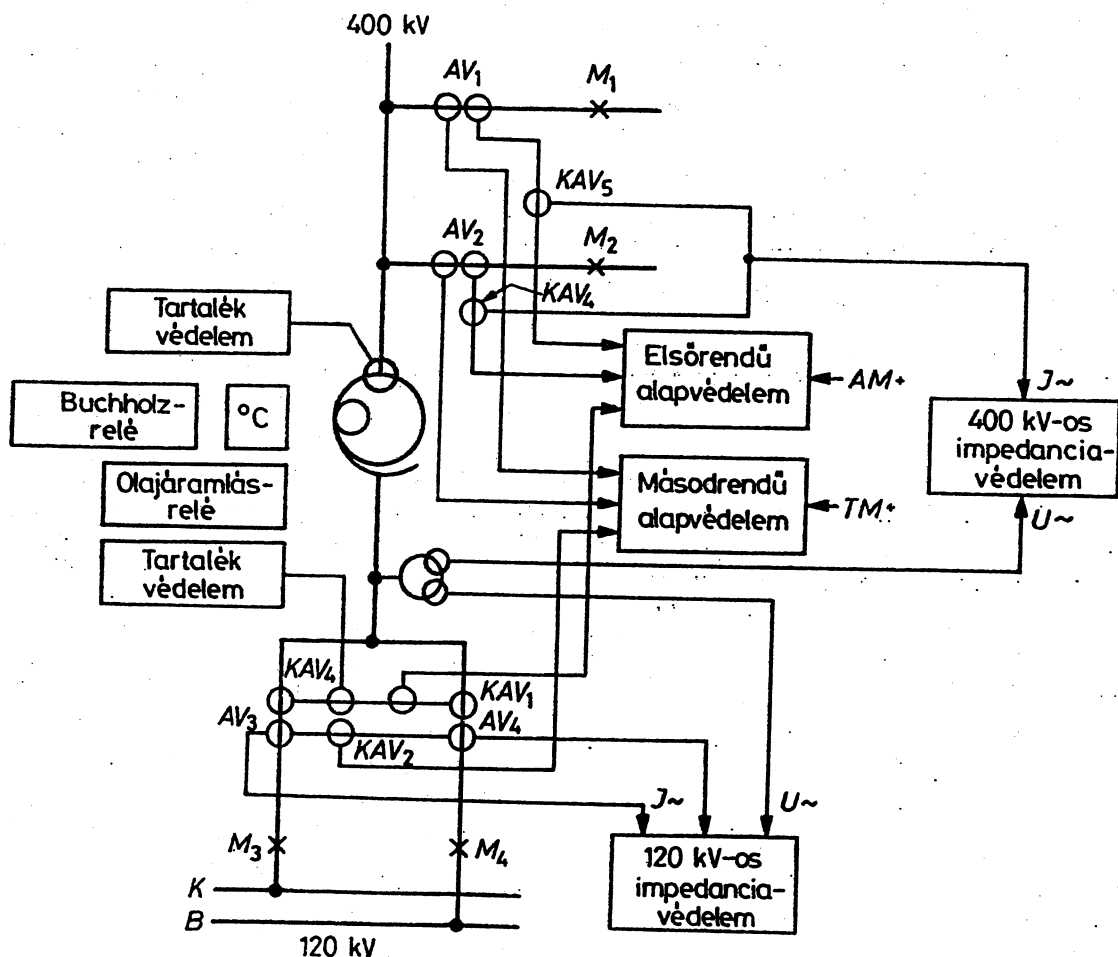 400 kV
AV1
M1
KAV5
AV2
M2
KAV4
Tartalék
védelem
Elsőrendű
alapvédelem
AM+
J~
Buchholz-
relé
°C
400 kV-os
impedancia-
védelem
Olajáramlás-
relé
Másodrendű
alapvédelem
TM+
U~
Tartalék
védelem
KAV4
KAV1
AV3
AV4
KAV2
J~
U~
M3
M4
120 kV-os
impedancia-
védelem
K
B
120 kV